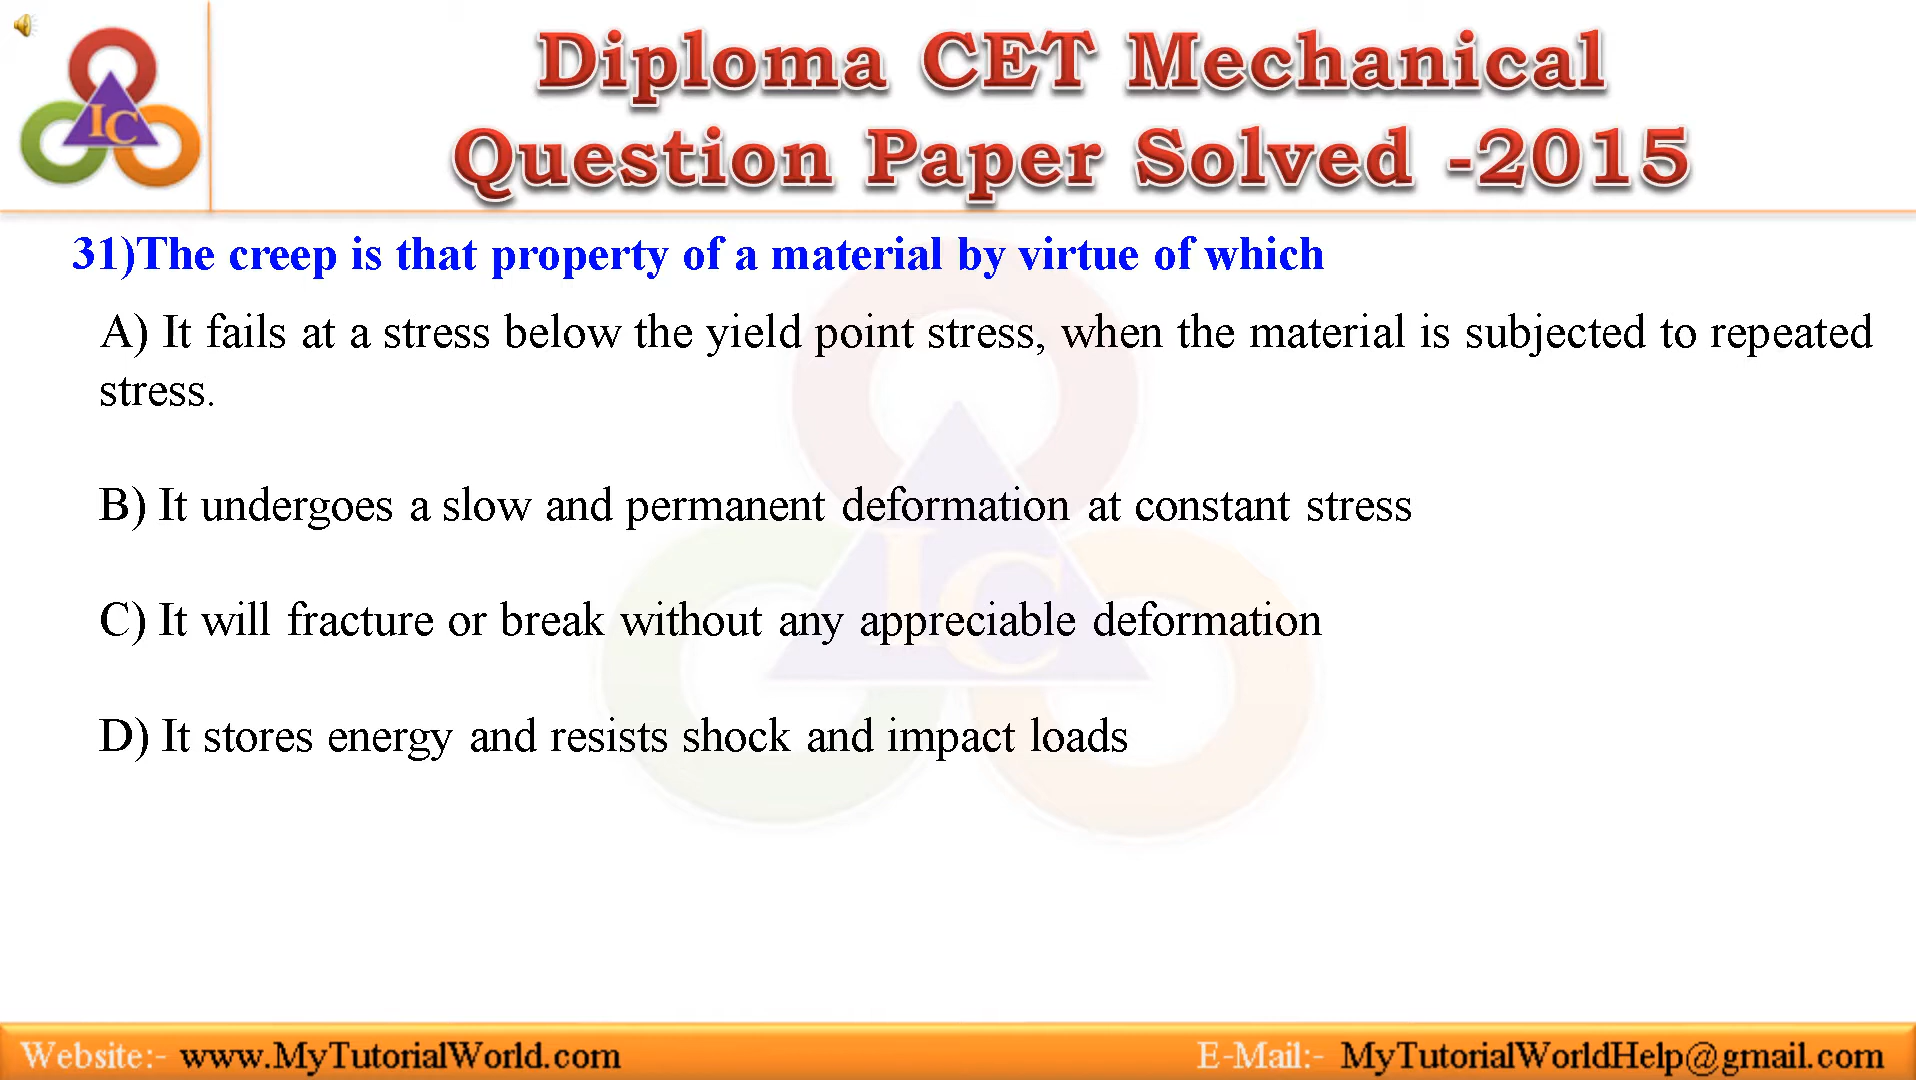 IC
Diploma CET Mechanical
Question Paper Solved -2015
31)The creep is that property of a material by virtue of which
A) It fails at a stress below the yield point stress, when the material is subjected to repeated
stress.
B) It undergoes a slow and permanent deformation at constant stress
C) It will fracture or break without any appreciable deformation
D) It stores energy and resists shock and impact loads
IC
Website:- www.MyTutorialWorld.com
E-Mail:- MyTutorialWorldHelp@gmail.com